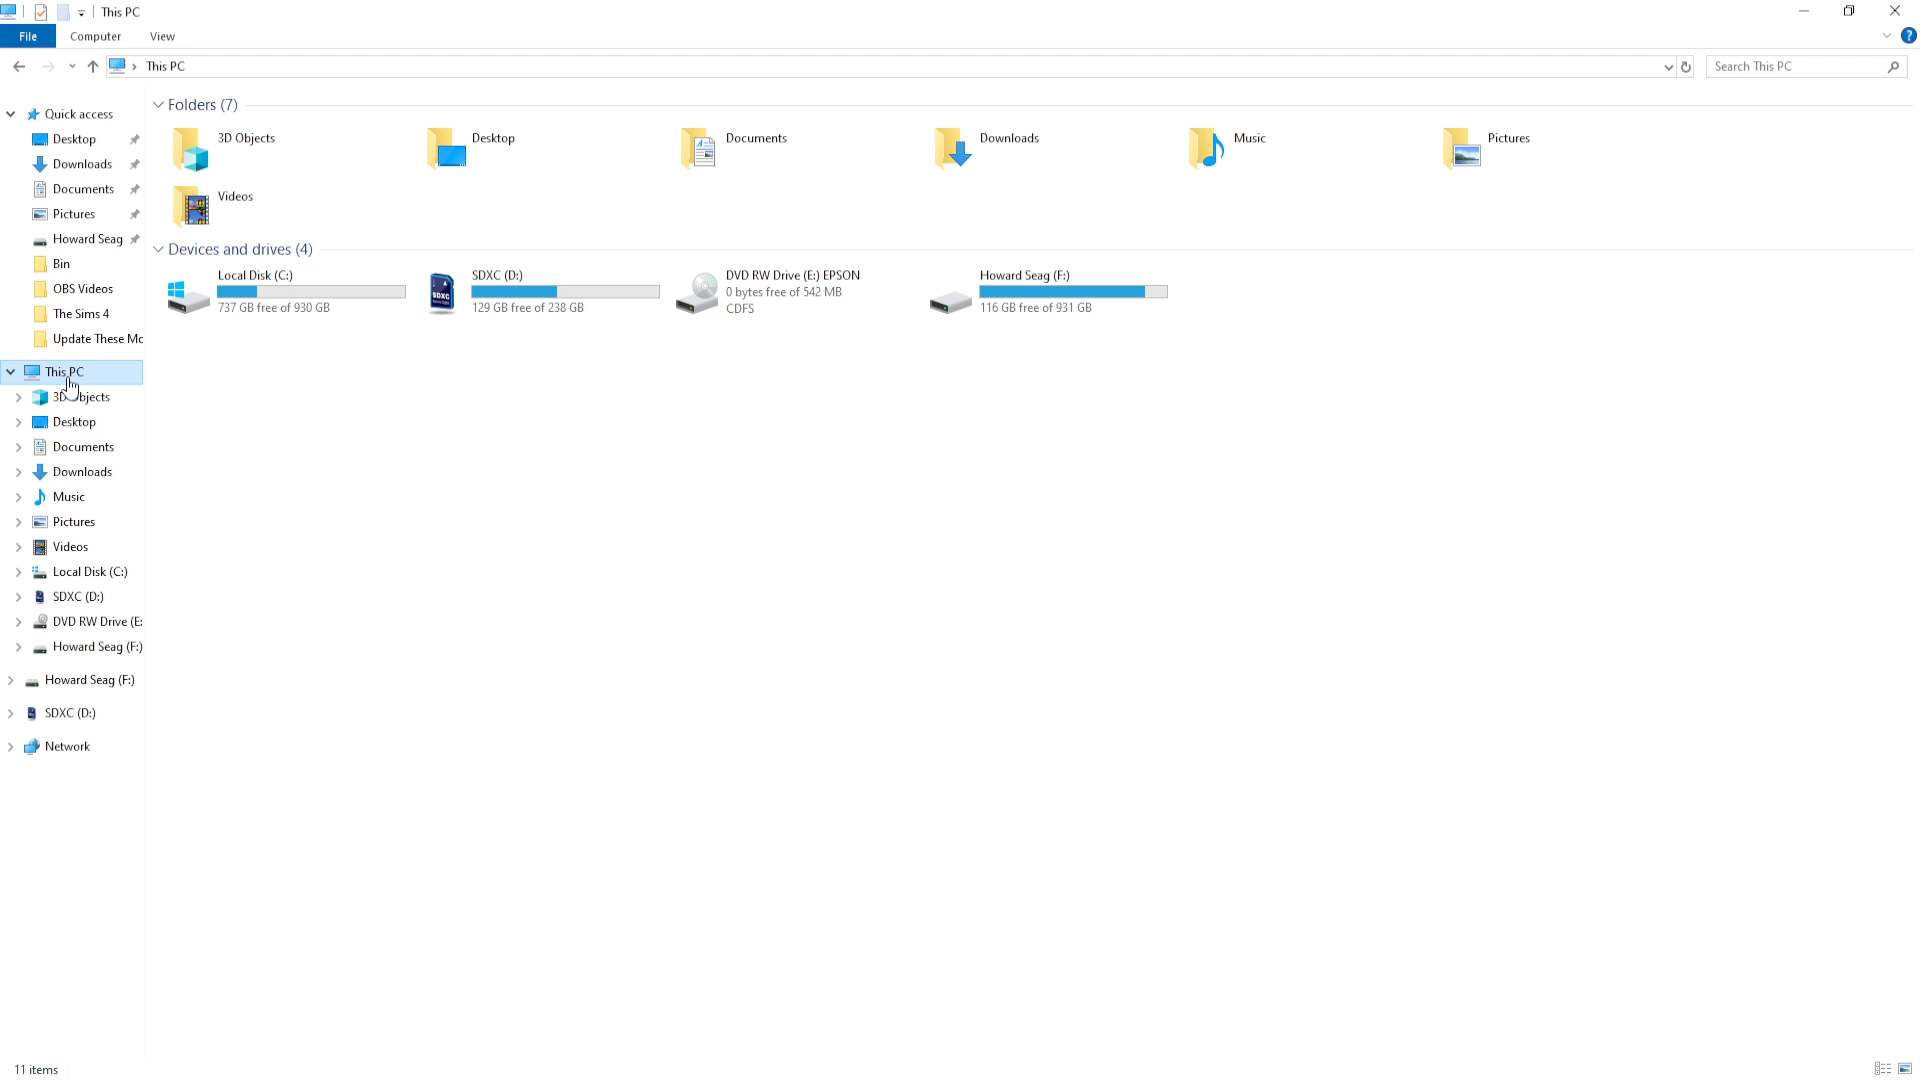 This PC
File Computer View
This PC
Search This PC
Quick access
Desktop
Downloads
Documents
Pictures
Howard Seag
Bin
OBS Videos
The Sims 4
Update These Mc
This PC
3D Objects
Desktop
Documents
Downloads
Music
Pictures
Videos
Local Disk (C:)
SDXC (D:)
DVD RW Drive (E:
Howard Seag (F:)
Howard Seag (F:)
SDXC (D:)
Network
Folders (7)
3D Objects
Desktop
Documents
Downloads
Music
Pictures
Videos
Devices and drives (4)
Local Disk (C:)
737 GB free of 930 GB
SDXC
SDXC (D:)
129 GB free of 238 GB
DVD RW Drive (E:) EPSON
0 bytes free of 542 MB
CDFS
Howard Seag (F:)
116 GB free of 931 GB
11 items